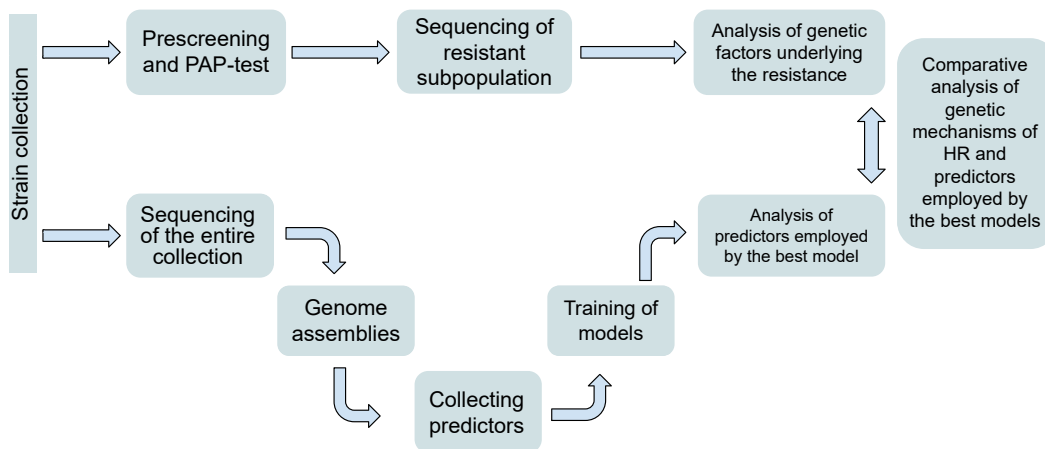 Strain collection
Prescreening
and PAP-test
Sequencing of
resistant
subpopulation
Analysis of genetic
factors underlying
the resistance
Comparative
analysis of
genetic
mechanisms of
HR and
predictors
employed by
the best models
Sequencing
of the entire
collection
Genome
assemblies
Collecting
predictors
Training of
models
Analysis of
predictors employed
by the best model